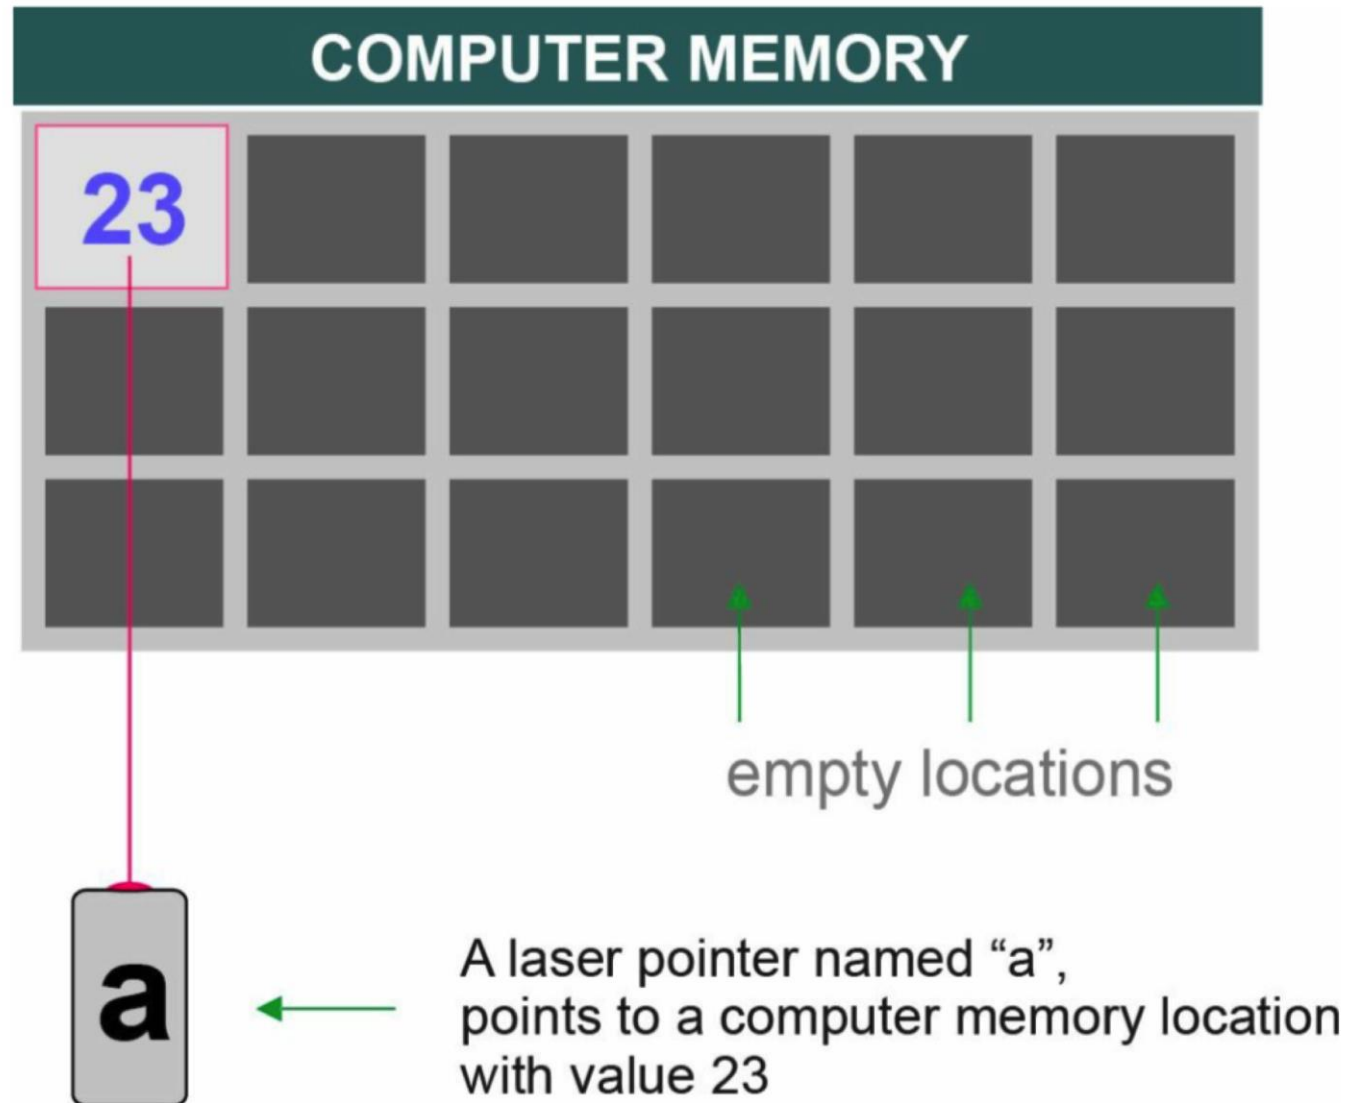 COMPUTER MEMORY
23
empty locations
a
A laser pointer named “a”,
points to a computer memory location
with value 23